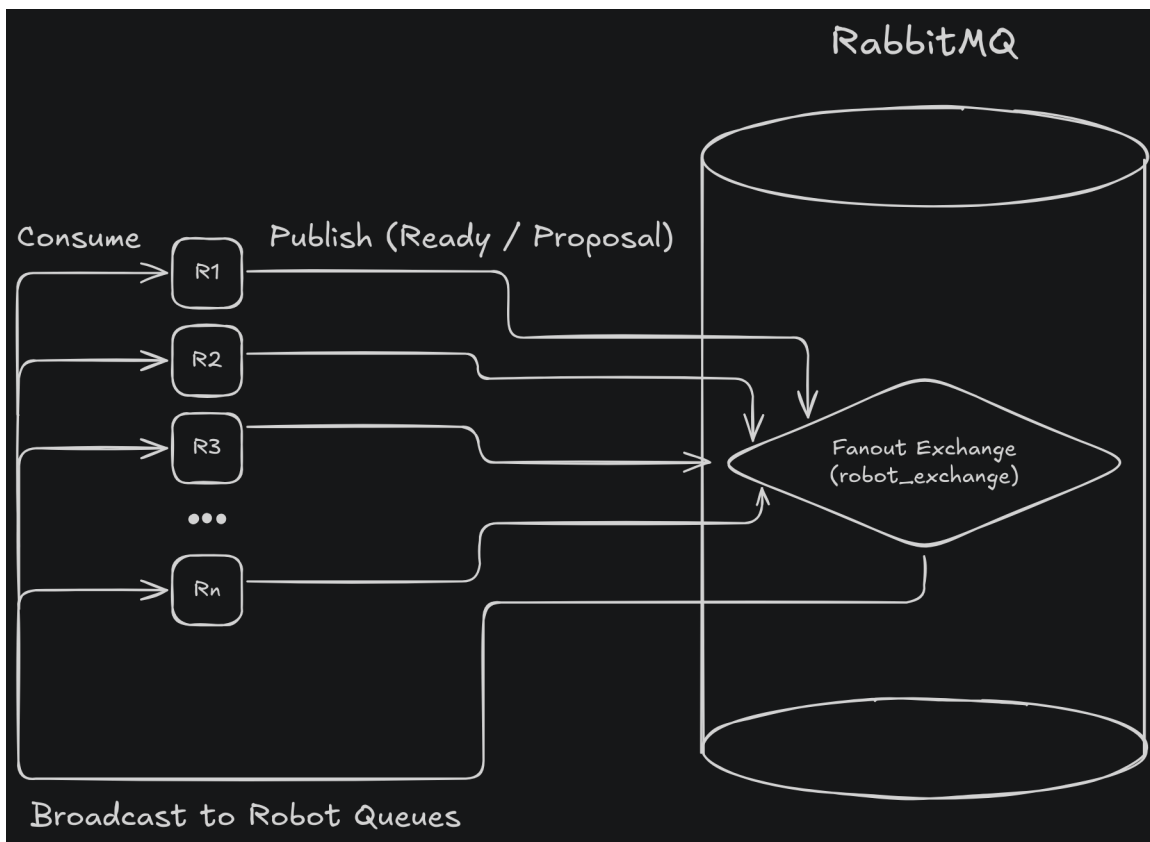 RabbitMQ
Consume
Publish (Ready / Proposal)
R1
R2
R3
Rn
Fanout Exchange
(robot_exchange)
Broadcast to Robot Queues